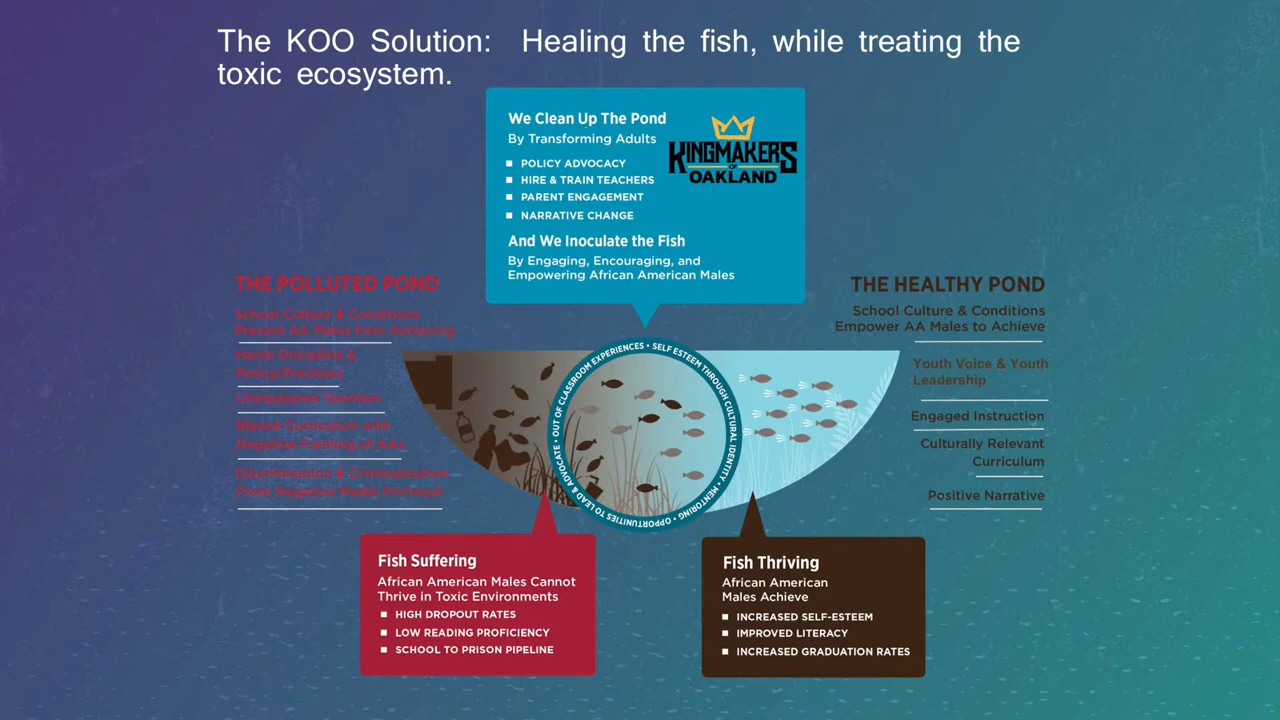 The KOO Solution: Healing the fish, while treating the
toxic ecosystem.
We Clean Up The Pond
By Transforming Adults
POLICY ADVOCACY
HIRE & TRAIN TEACHERS
PARENT ENGAGEMENT
NARRATIVE CHANGE
KINGMAKERS
OF
OAKLAND
And We Inoculate the Fish
By Engaging, Encouraging, and
Empowering African American Males
THE POLLUTED POND
School Culture & Conditions
Prevent AA Males from Achieving
Harsh Discipline &
Policy/Practices
Unequipped Teachers
Biased Curriculum with
Negative Framing of AAs
Discrimination & Criminalization
From Negative Media Portrayal
OUT OF CLASSROOM EXPERIENCES • SELF ESTEEM THROUGH CULTURAL IDENTITY • MENTORING • OPPORTUNITIES TO LEAD & ADVOCATE •
THE HEALTHY POND
School Culture & Conditions
Empower AA Males to Achieve
Youth Voice & Youth
Leadership
Engaged Instruction
Culturally Relevant
Curriculum
Positive Narrative
Fish Suffering
African American Males Cannot
Thrive in Toxic Environments
HIGH DROPOUT RATES
LOW READING PROFICIENCY
SCHOOL TO PRISON PIPELINE
Fish Thriving
African American
Males Achieve
INCREASED SELF-ESTEEM
IMPROVED LITERACY
INCREASED GRADUATION RATES